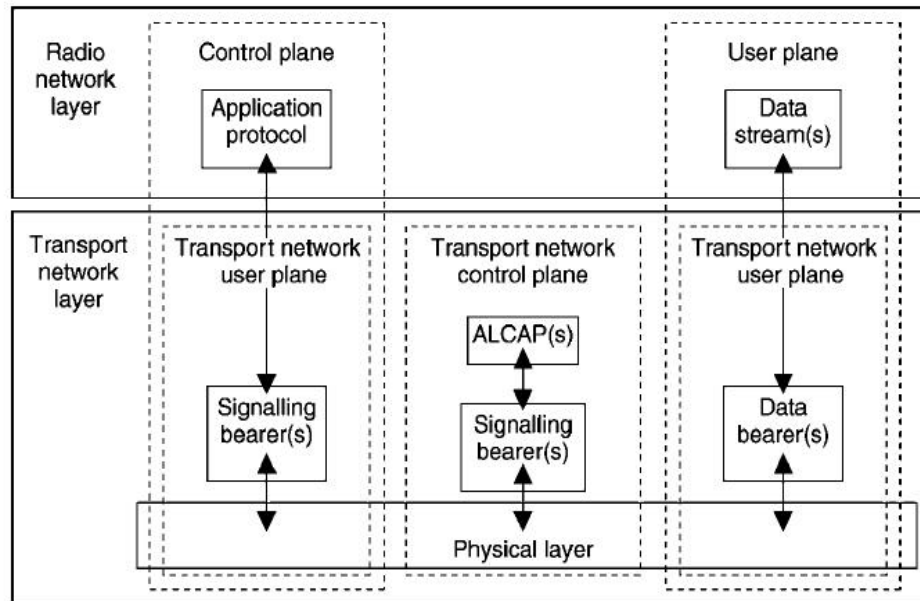 Radio
network
layer
Control plane
User plane
Application
protocol
Data
stream(s)
Transport
network
layer
Transport network
user plane
Transport network
control plane
Transport network
user plane
ALCAP(s)
Signalling
bearer(s)
Signalling
bearer(s)
Data
bearer(s)
Physical layer